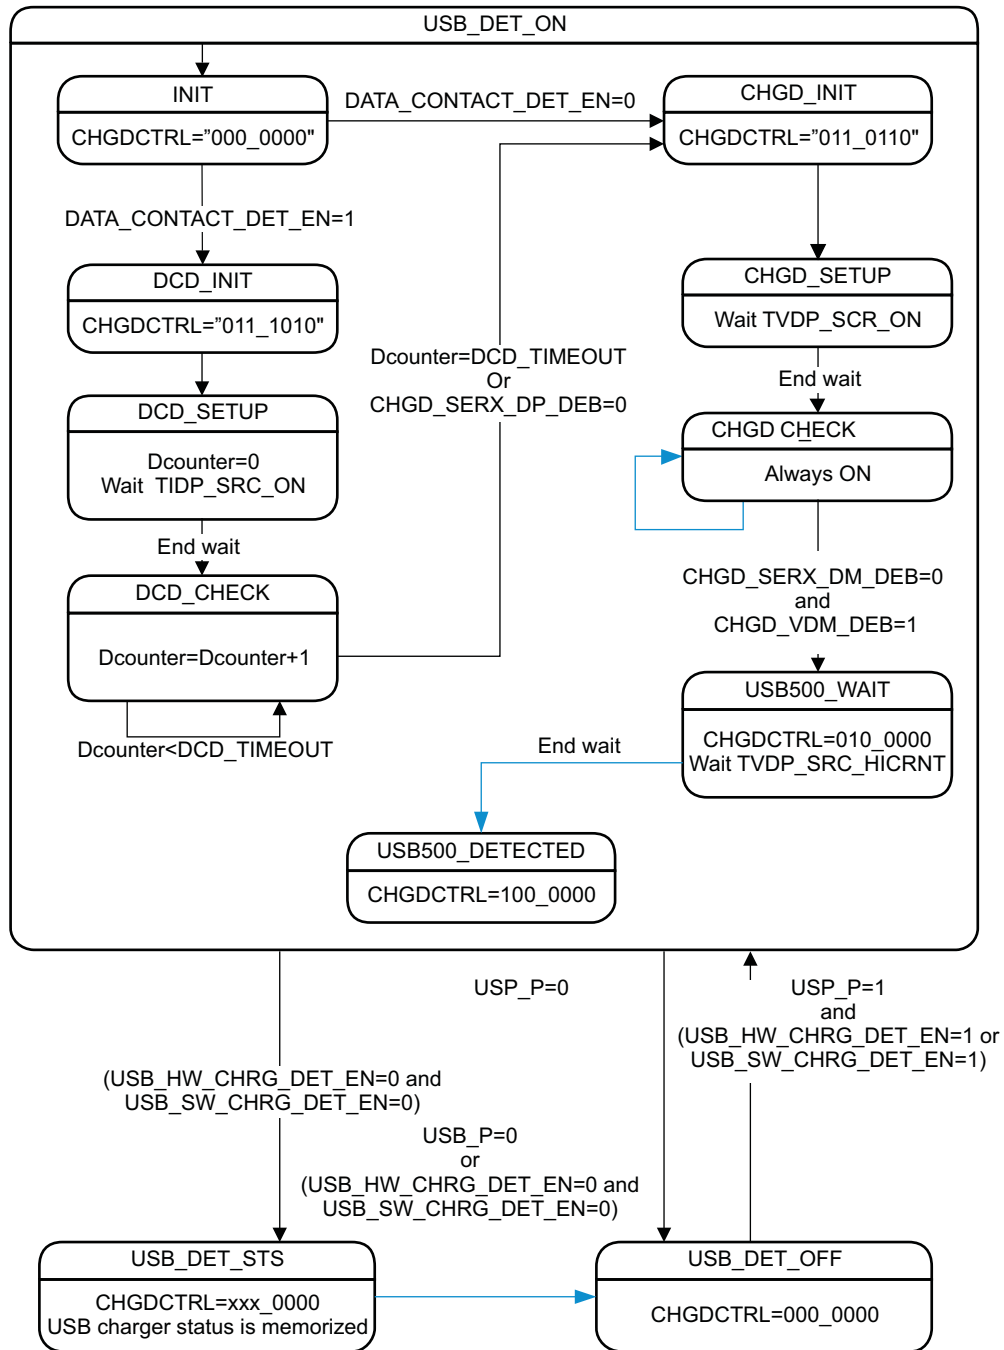 USB_DET_ON
INIT
CHGDCTRL=”000_0000"
DATA_CONTACT_DET_EN=0
CHGD_INIT
CHGDCTRL=”011_0110"
DATA_CONTACT_DET_EN=1
DCD_INIT
CHGDCTRL=”011_1010"
CHGD_SETUP
Wait TVDP_SCR_ON
Dcounter=DCD_TIMEOUT
Or
CHGD_SERX_DP_DEB=0
End wait
DCD_SETUP
Dcounter=0
Wait TIDP_SRC_ON
CHGD CHECK
Always ON
End wait
DCD_CHECK
Dcounter=Dcounter+1
CHGD_SERX_DM_DEB=0
and
CHGD_VDM_DEB=1
Dcounter<DCD_TIMEOUT
USB500_WAIT
CHGDCTRL=010_0000
Wait TVDP_SRC_HICRNT
End wait
USB500_DETECTED
CHGDCTRL=100_0000
USP_P=0
USP_P=1
and
(USB_HW_CHRG_DET_EN=1 or
USB_SW_CHRG_DET_EN=1)
(USB_HW_CHRG_DET_EN=0 and
USB_SW_CHRG_DET_EN=0)
USB_P=0
or
(USB_HW_CHRG_DET_EN=0 and
USB_SW_CHRG_DET_EN=0)
USB_DET_STS
CHGDCTRL=xxx_0000
USB charger status is memorized
USB_DET_OFF
CHGDCTRL=000_0000